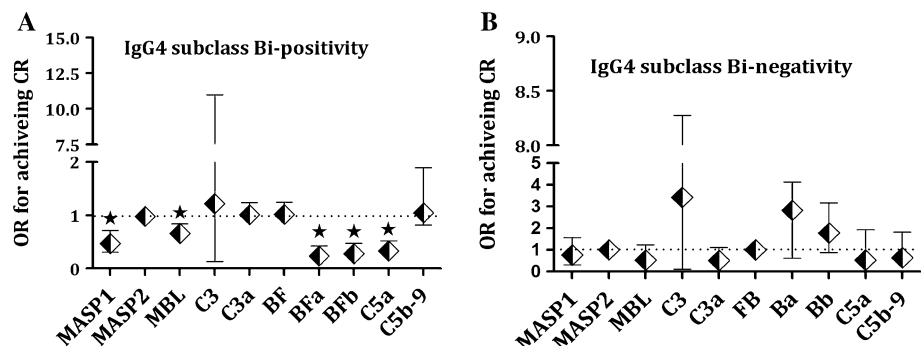 A
IgG4 subclass Bi-positivity
OR for achiveing CR
15.0
12.5
10.0
7.5
2
1
0
MASP1
MASP2
MBL
C3
C3a
BF
BFa
BFb
C5a
C5b-9
B
IgG4 subclass Bi-negativity
OR for achiveing CR
9.0
8.5
8.0
5
4
3
2
1
0
MASP1
MASP2
MBL
C3
C3a
FB
Ba
Bb
C5a
C5b-9